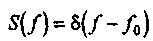 S(f) = δ(f − f₀)